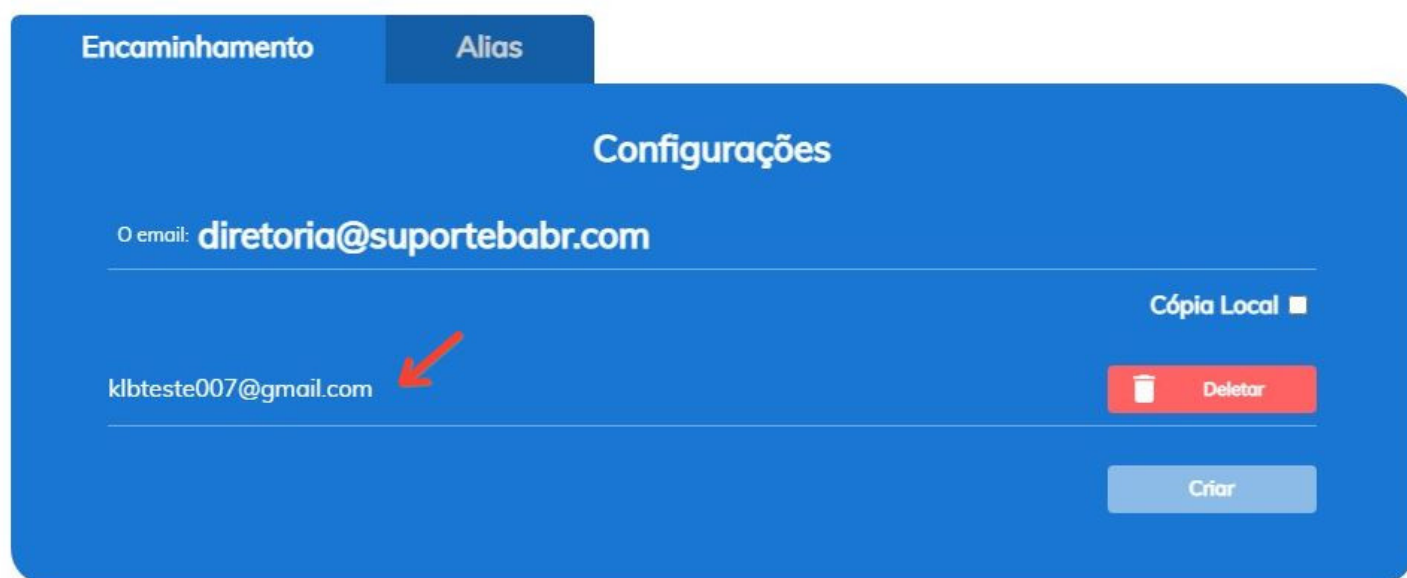 Encaminhamento
Alias
Configurações
O email: diretoria@suportebabr.com
Cópia Local
klbteste007@gmail.com
Deletar
Criar